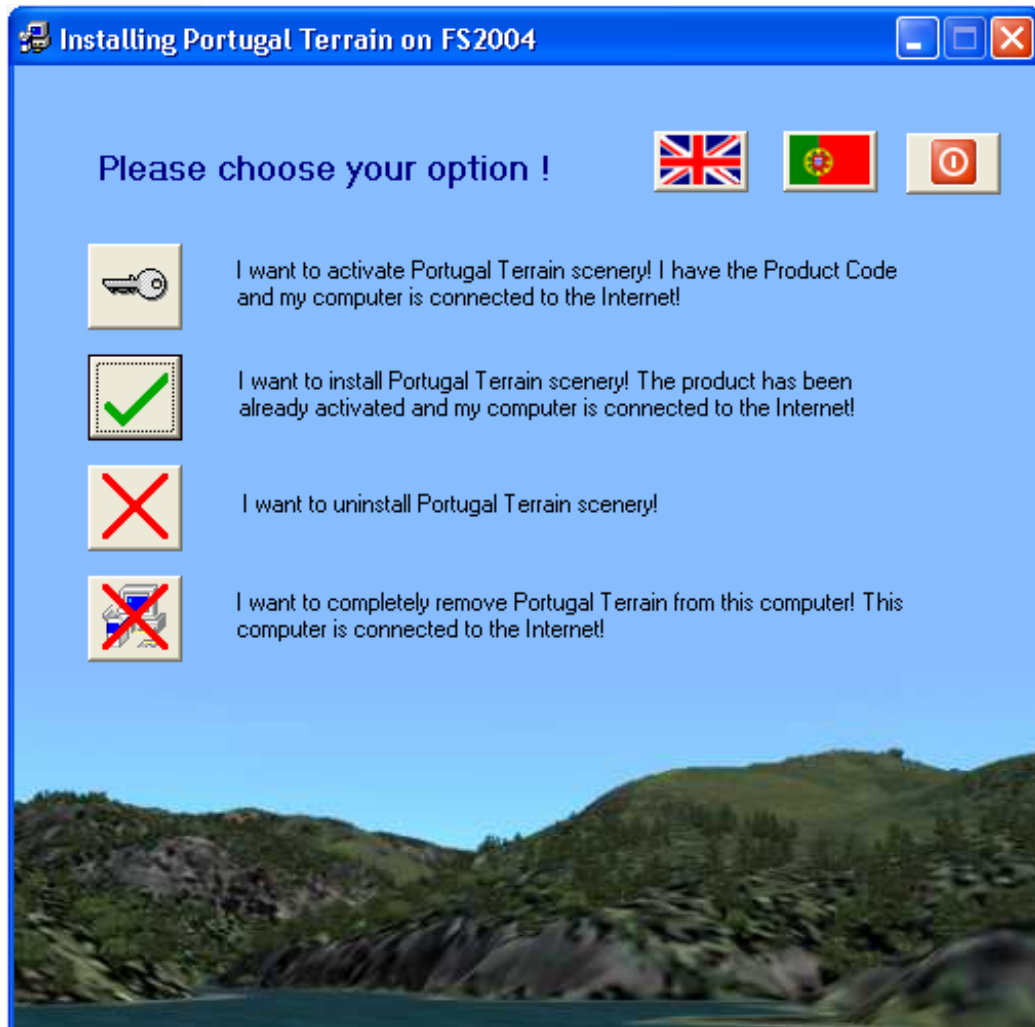 Installing Portugal Terrain on FS2004
Please choose your option !
I want to activate Portugal Terrain scenery! I have the Product Code
and my computer is connected to the Internet!
I want to install Portugal Terrain scenery! The product has been
already activated and my computer is connected to the Internet!
I want to uninstall Portugal Terrain scenery!
I want to completely remove Portugal Terrain from this computer! This
computer is connected to the Internet!